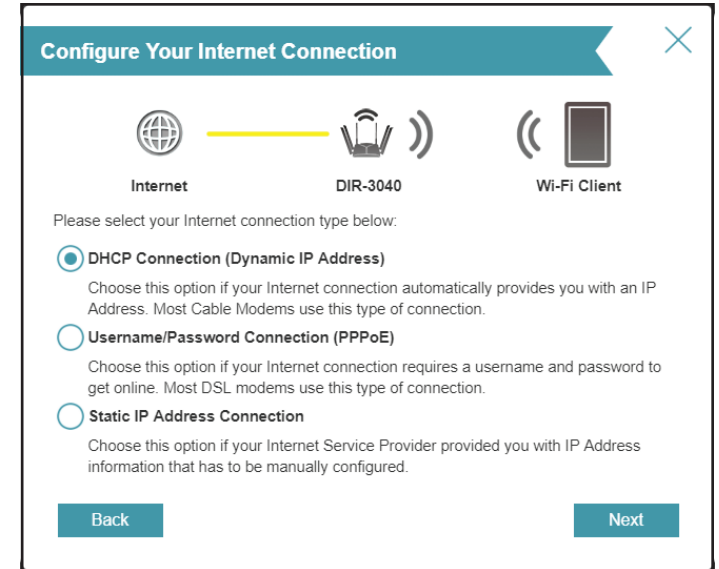 Configure Your Internet Connection
Internet
DIR-3040
Wi-Fi Client
Please select your Internet connection type below:
DHCP Connection (Dynamic IP Address)
Choose this option if your Internet connection automatically provides you with an IP
Address. Most Cable Modems use this type of connection.
Username/Password Connection (PPPoE)
Choose this option if your Internet connection requires a username and password to
get online. Most DSL modems use this type of connection.
Static IP Address Connection
Choose this option if your Internet Service Provider provided you with IP Address
information that has to be manually configured.
Back
Next